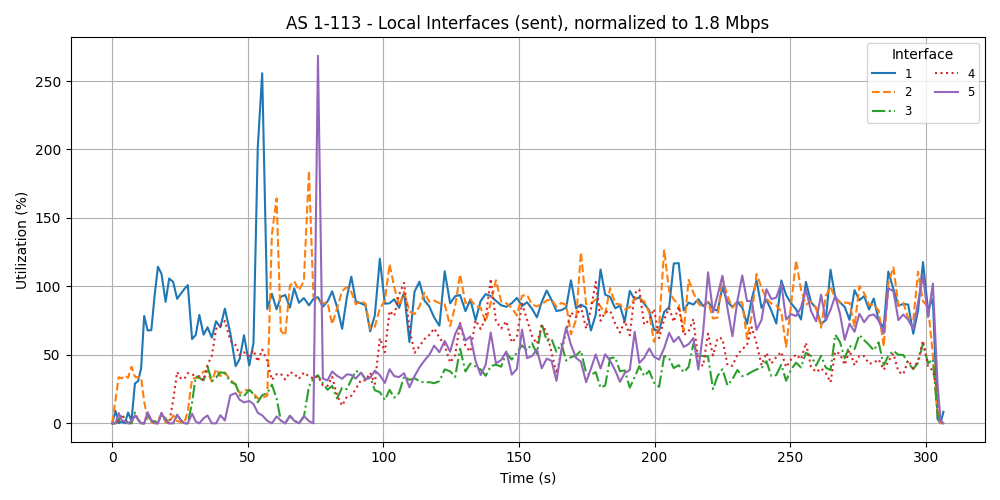 AS 1-113 - Local Interfaces (sent), normalized to 1.8 Mbps
Interface
1
2
3
4
5
Utilization (%)
250
200
150
100
50
0
0 50 100 150 200 250 300
Time (s)